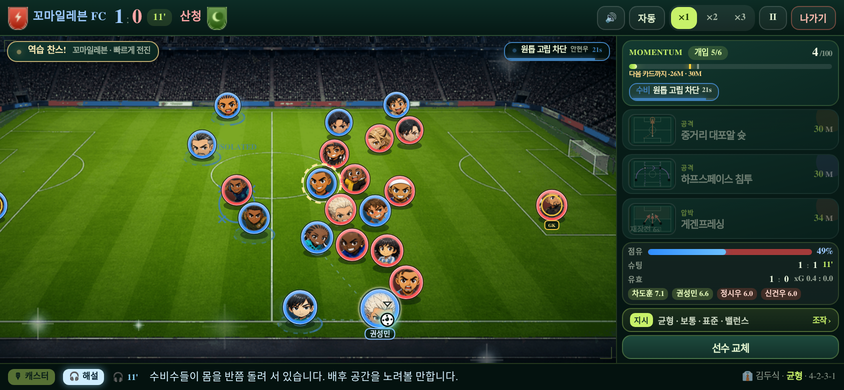 꼬마일레븐 FC 1 : 0 11' 산청
자동 ×1 ×2 ×3 II 나가기
역습 찬스! 꼬마일레븐 · 빠르게 전진
원톱 고립 차단 안현우 21s
MOMENTUM 개입 5/6 4/100
다음 카드까지 -26M · 30M
수비 원톱 고립 차단 21s
공격
중거리 대포알 슛
30 M
공격
하프스페이스 침투
30 M
압박
게겐프레싱
34 M
GK
권성민
점유 49%
슈팅 1 : 1 11'
유효 1 : 0 xG 0.4 : 0.0
차도훈 7.1 권성민 6.6 정시우 6.0 신건우 6.0
지시 균형 · 보통 · 표준 · 밸런스 조작 ›
선수 교체
캐스터 해설 11' 수비수들이 몸을 반쯤 돌려 서 있습니다. 배후 공간을 노려볼 만합니다.
김두식 · 균형 · 4-2-3-1